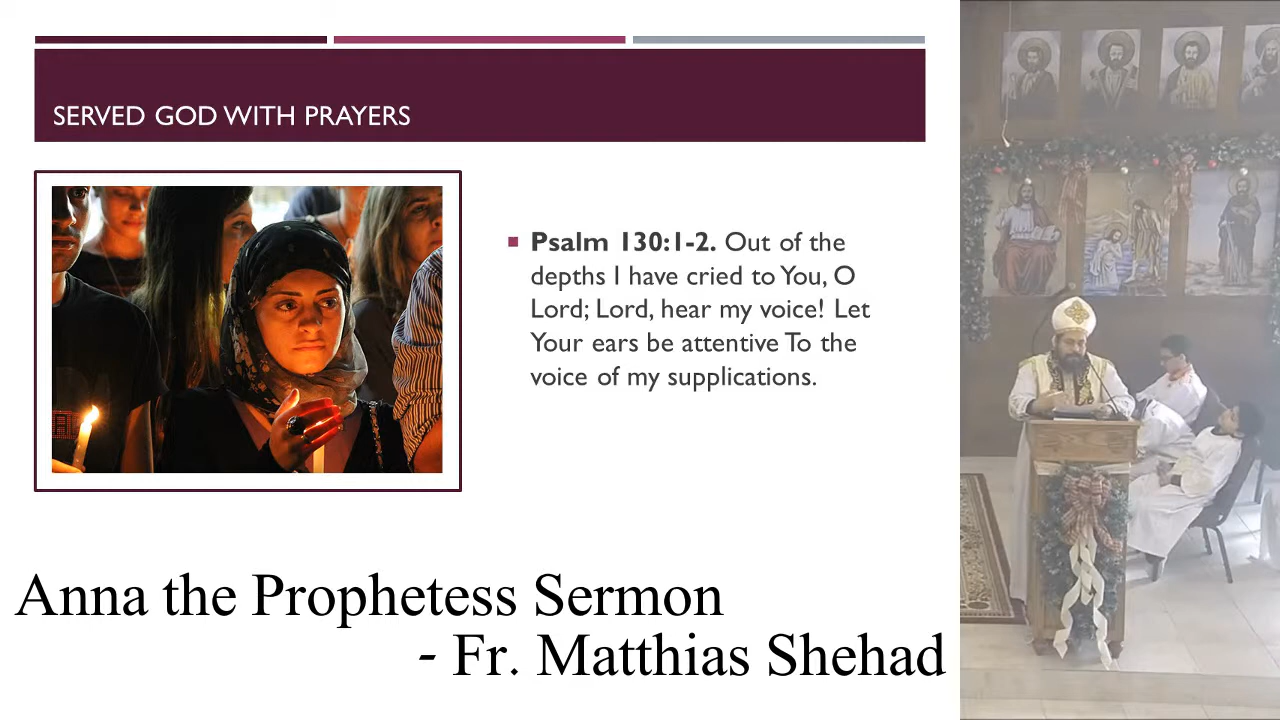 SERVED GOD WITH PRAYERS
Psalm 130:1-2. Out of the
depths I have cried to You, O
Lord; Lord, hear my voice! Let
Your ears be attentive To the
voice of my supplications.
Anna the Prophetess Sermon
- Fr. Matthias Shehad